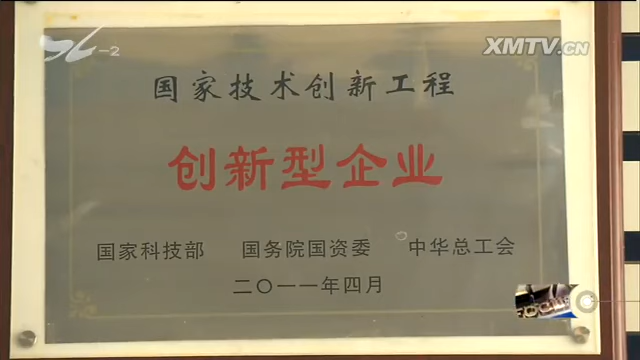 -2
XMTV.CN
国家技术创新工程
创新型企业
国家科技部 国务院国资委 中华总工会
二〇一一年四月
FOCUS